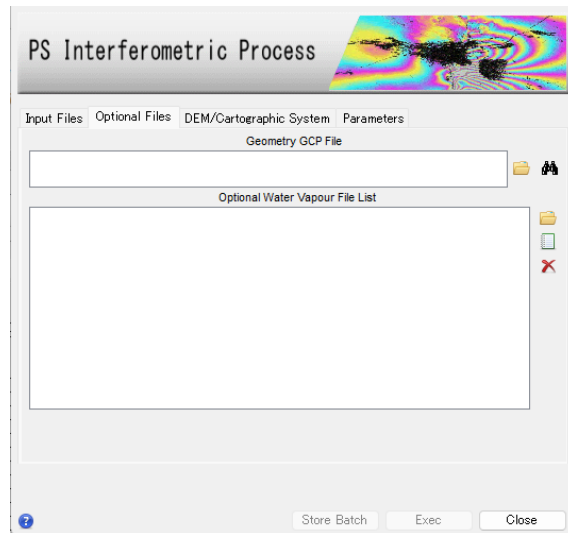 PS Interferometric Process
Input Files Optional Files DEM/Cartographic System Parameters
Geometry GCP File
Optional Water Vapour File List
? Store Batch Exec Close